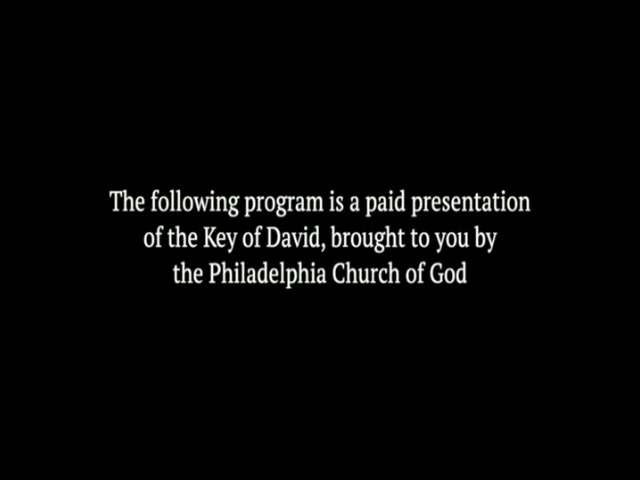 The following program is a paid presentation
of the Key of David, brought to you by
the Philadelphia Church of God